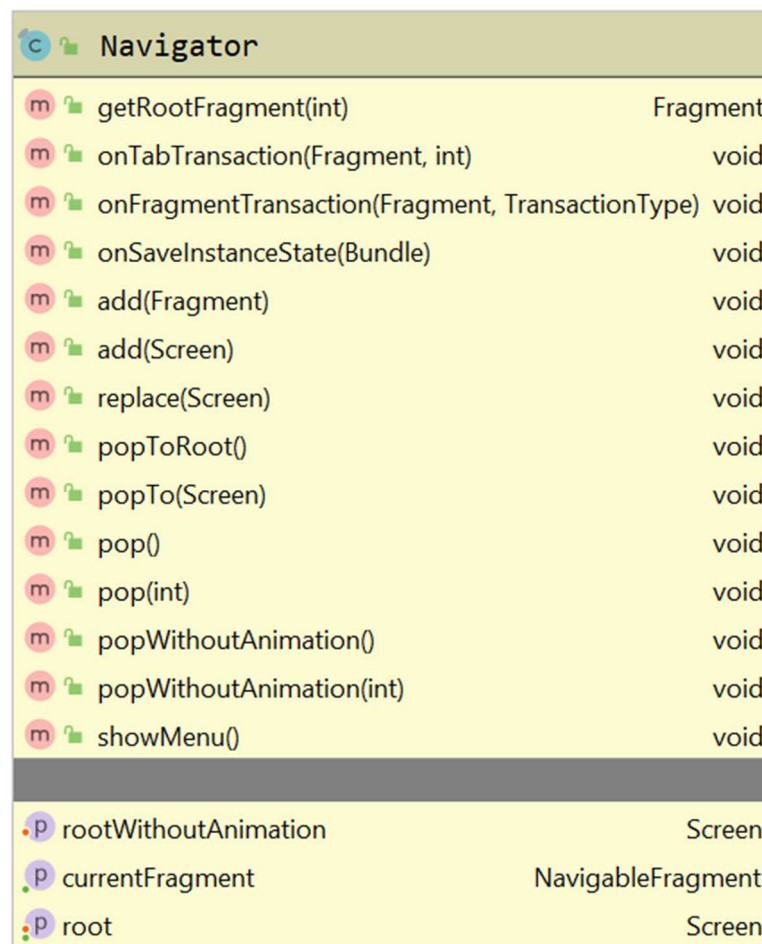 C Navigator
m getRootFragment(int) Fragment
m onTabTransaction(Fragment, int) void
m onFragmentTransaction(Fragment, TransactionType) void
m onSaveInstanceState(Bundle) void
m add(Fragment) void
m add(Screen) void
m replace(Screen) void
m popToRoot() void
m popTo(Screen) void
m pop() void
m pop(int) void
m popWithoutAnimation() void
m popWithoutAnimation(int) void
m showMenu() void
p rootWithoutAnimation Screen
p currentFragment NavigableFragment
p root Screen